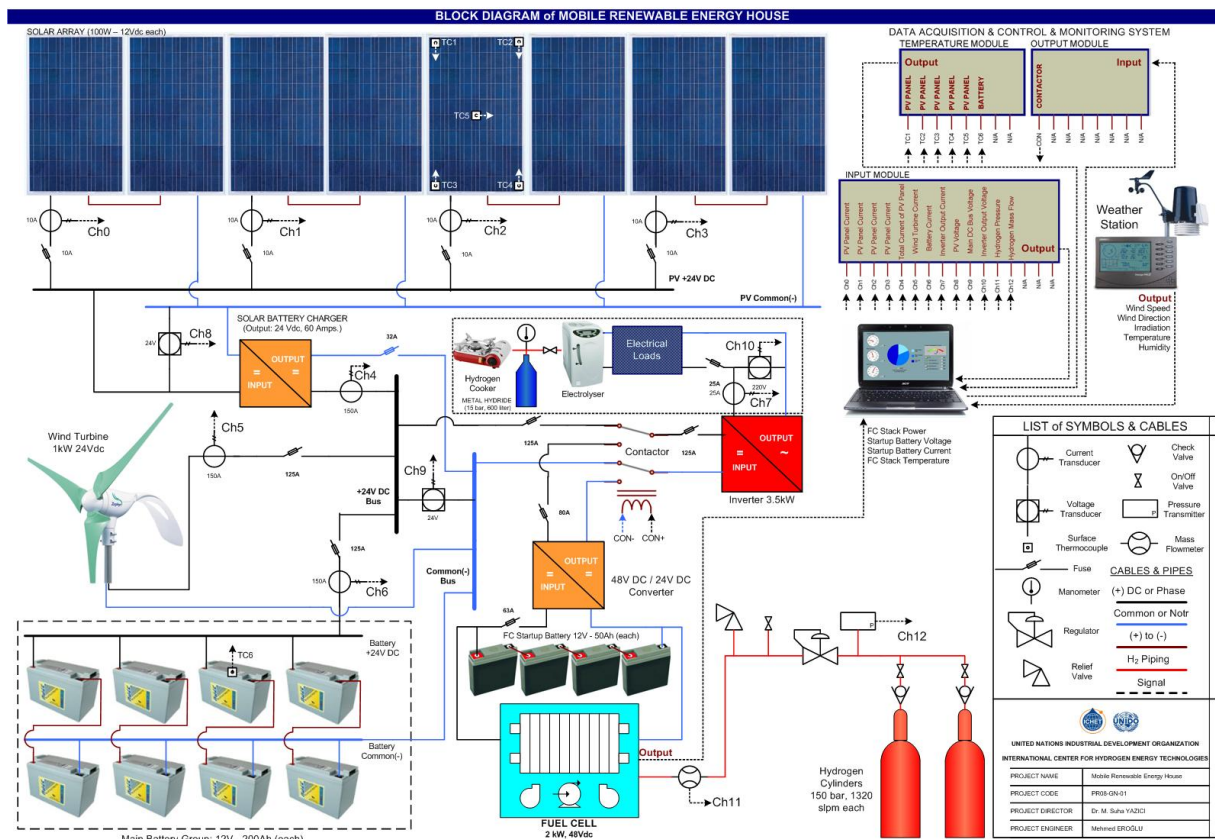 BLOCK DIAGRAM of MOBILE RENEWABLE ENERGY HOUSE
SOLAR ARRAY (100W – 12Vdc each)
TC1
TC2
TC5
TC3
TC4
10A
Ch0
10A
10A
Ch1
10A
10A
Ch2
10A
10A
Ch3
10A
PV +24V DC
PV Common(-)
DATA ACQUISITION & CONTROL & MONITORING SYSTEM
TEMPERATURE MODULE
Output
PV PANEL
PV PANEL
PV PANEL
PV PANEL
PV PANEL
BATTERY
TC1
TC2
TC3
TC4
TC5
TC6
N/A
N/A
OUTPUT MODULE
Input
CONTACTOR
CON
N/A
N/A
N/A
N/A
N/A
N/A
N/A
INPUT MODULE
PV Panel Current
PV Panel Current
PV Panel Current
PV Panel Current
Total Current of PV Panel
Wind Turbine Current
Battery Current
Inverter Output Current
PV Voltage
Main DC Bus Voltage
Inverter Output Voltage
Hydrogen Pressure
Hydrogen Mass Flow
Output
Ch0
Ch1
Ch2
Ch3
Ch4
Ch5
Ch6
Ch7
Ch8
Ch9
Ch10
Ch11
Ch12
N/A
N/A
N/A
Weather
Station
Output
Wind Speed
Wind Direction
Irradiation
Temperature
Humidity
FC Stack Power
Startup Battery Voltage
Startup Battery Current
FC Stack Temperature
SOLAR BATTERY CHARGER
(Output: 24 Vdc, 60 Amps.)
24V
Ch8
OUTPUT
=
=
INPUT
32A
Ch4
150A
Hydrogen
Cooker
METAL HYDRIDE
(15 bar, 600 liter)
Electrolyser
Electrical
Loads
Ch10
220V
25A
25A
Ch7
Wind Turbine
1kW 24Vdc
Ch5
150A
125A
+24V DC
Bus
Ch9
24V
125A
Contactor
125A
OUTPUT
=
~
INPUT
Inverter 3.5kW
CON-
CON+
80A
OUTPUT
=
=
INPUT
48V DC / 24V DC
Converter
Common(-)
Bus
125A
150A
Ch6
63A
FC Startup Battery 12V - 50Ah (each)
Battery
+24V DC
TC6
Battery
Common(-)
Main Battery Group: 12V - 200Ah (each)
Output
FUEL CELL
2 kW, 48Vdc
Ch11
P
Ch12
Hydrogen
Cylinders
150 bar, 1320
slpm each
LIST of SYMBOLS & CABLES
Current
Transducer
Check
Valve
On/Off
Valve
Voltage
Transducer
P
Pressure
Transmitter
Surface
Thermocouple
Mass
Flowmeter
Fuse
CABLES & PIPES
Manometer
(+) DC or Phase
Common or Notr
Regulator
(+) to (-)
H2 Piping
Relief
Valve
Signal
ICHET
UNIDO
UNITED NATIONS INDUSTRIAL DEVELOPMENT ORGANIZATION
INTERNATIONAL CENTER FOR HYDROGEN ENERGY TECHNOLOGIES
PROJECT NAME Mobile Renewable Energy House
PROJECT CODE PR08-GN-01
PROJECT DIRECTOR Dr. M. Suha YAZICI
PROJECT ENGINEER Mehmed EROĞLU